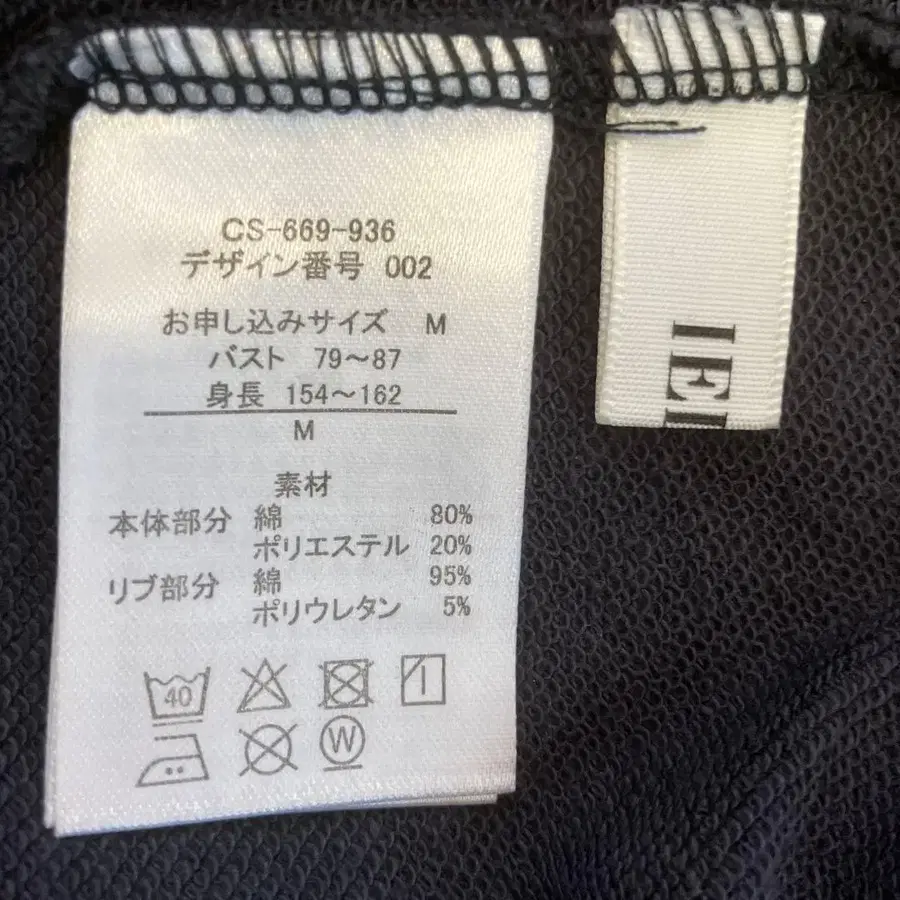 CS-669-936
デザイン番号 002
お申し込みサイズ M
バスト 79～87
身長 154～162
M
素材
本体部分 綿 80%
ポリエステル 20%
リブ部分 綿 95%
ポリウレタン 5%
40
W